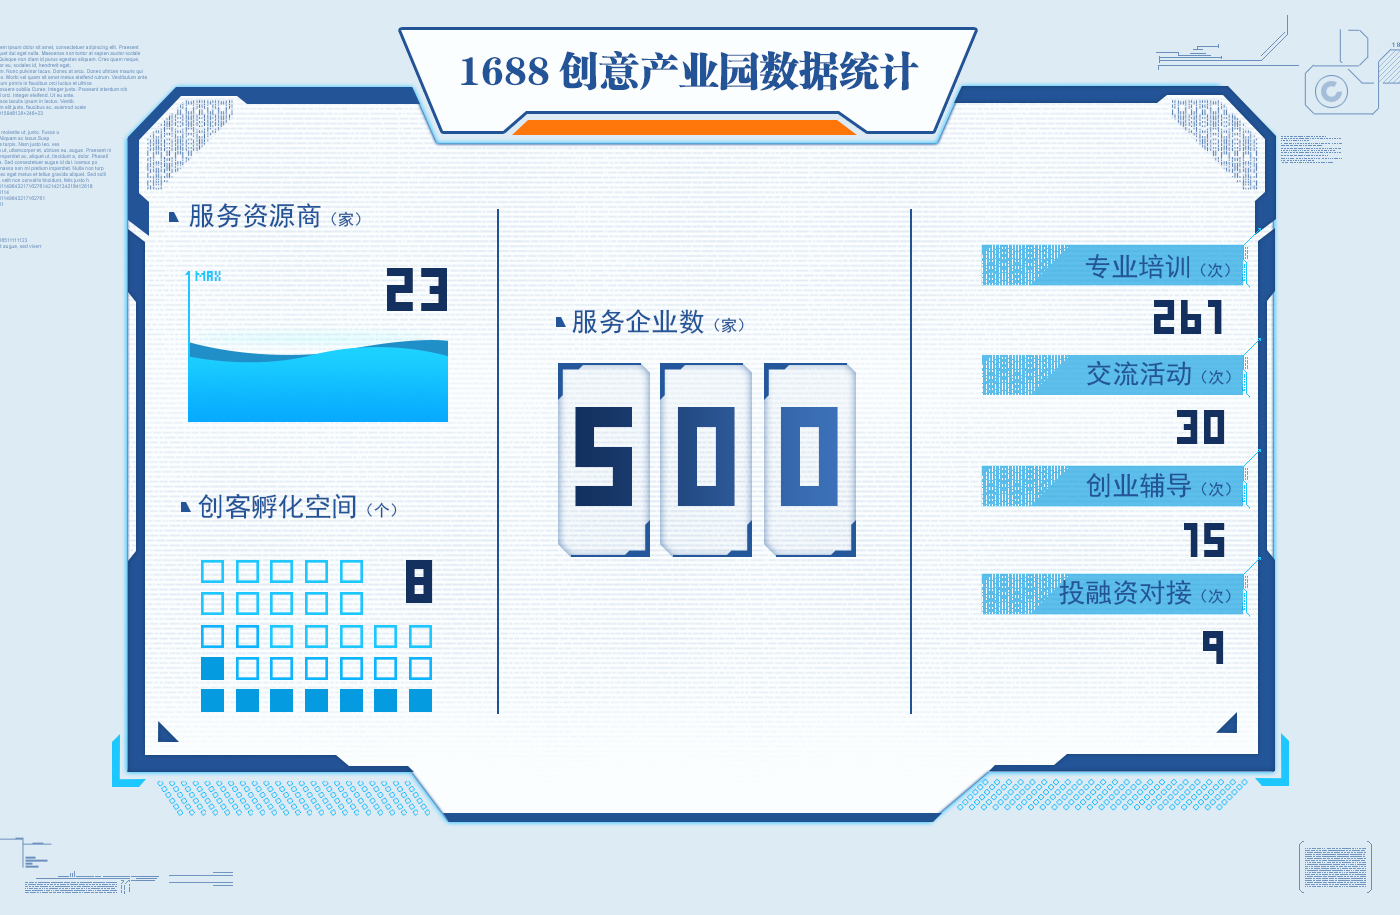 1688 创意产业园数据统计
服务资源商（家）
1 MAX
23
创客孵化空间（个）
8
服务企业数（家）
500
专业培训（次）
261
交流活动（次）
30
创业辅导（次）
15
投融资对接（次）
9